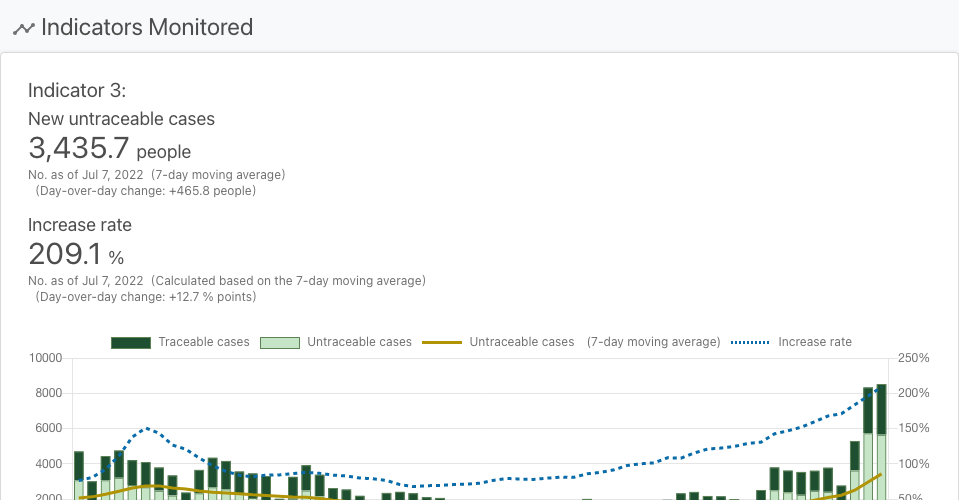 Indicators Monitored
Indicator 3:
New untraceable cases
3,435.7 people
No. as of Jul 7, 2022 (7-day moving average)
(Day-over-day change: +465.8 people)
Increase rate
209.1 %
No. as of Jul 7, 2022 (Calculated based on the 7-day moving average)
(Day-over-day change: +12.7 % points)
Traceable cases Untraceable cases Untraceable cases (7-day moving average) Increase rate
10000 250%
8000 200%
6000 150%
4000 100%
2000 50%